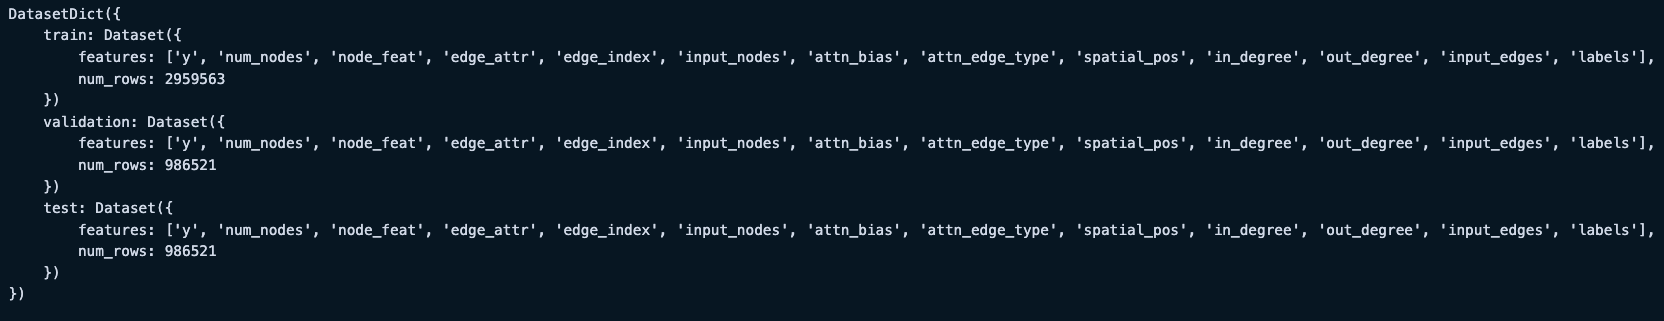 DatasetDict({
    train: Dataset({
        features: ['y', 'num_nodes', 'node_feat', 'edge_attr', 'edge_index', 'input_nodes', 'attn_bias', 'attn_edge_type', 'spatial_pos', 'in_degree', 'out_degree', 'input_edges', 'labels'],
        num_rows: 2959563
    })
    validation: Dataset({
        features: ['y', 'num_nodes', 'node_feat', 'edge_attr', 'edge_index', 'input_nodes', 'attn_bias', 'attn_edge_type', 'spatial_pos', 'in_degree', 'out_degree', 'input_edges', 'labels'],
        num_rows: 986521
    })
    test: Dataset({
        features: ['y', 'num_nodes', 'node_feat', 'edge_attr', 'edge_index', 'input_nodes', 'attn_bias', 'attn_edge_type', 'spatial_pos', 'in_degree', 'out_degree', 'input_edges', 'labels'],
        num_rows: 986521
    })
})